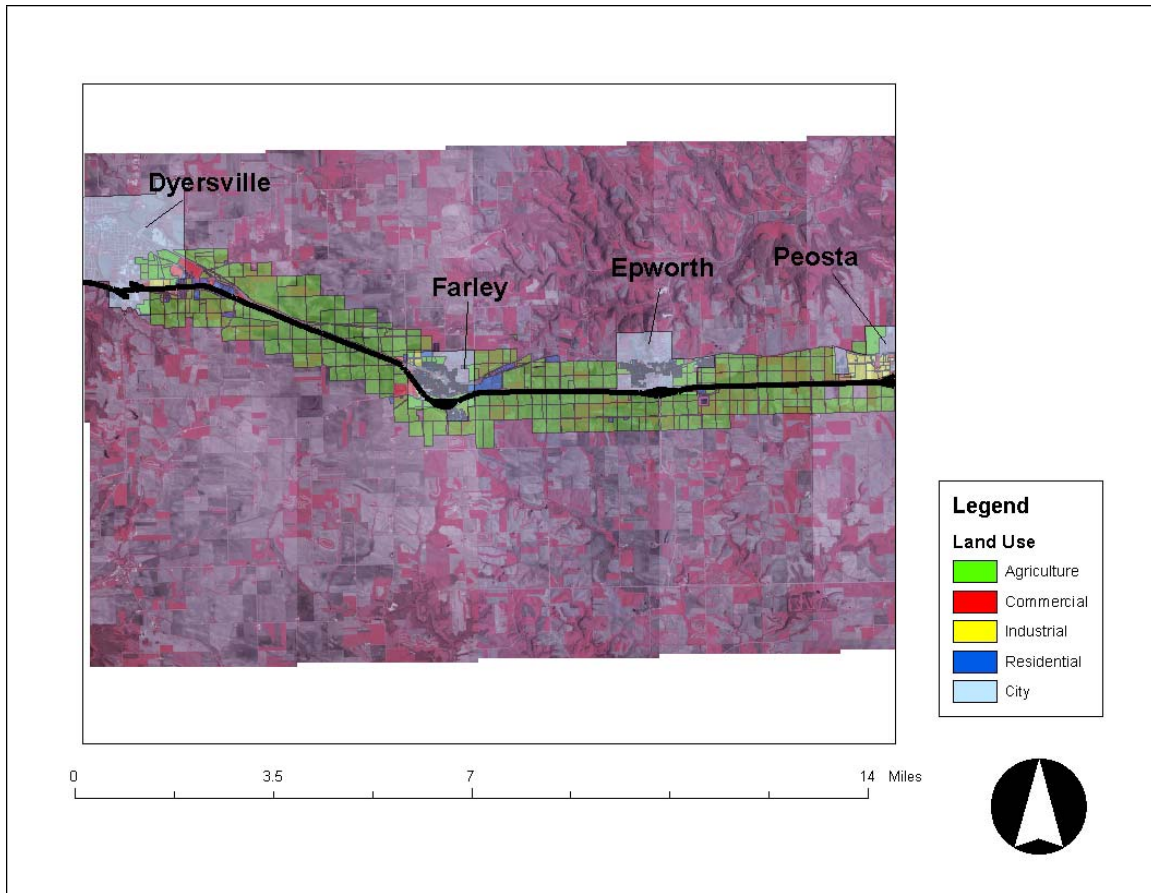 Dyersville
Peosta
Epworth
Farley
Legend
Land Use
Agriculture
Commercial
Industrial
Residential
City
0 3.5 7 14 Miles